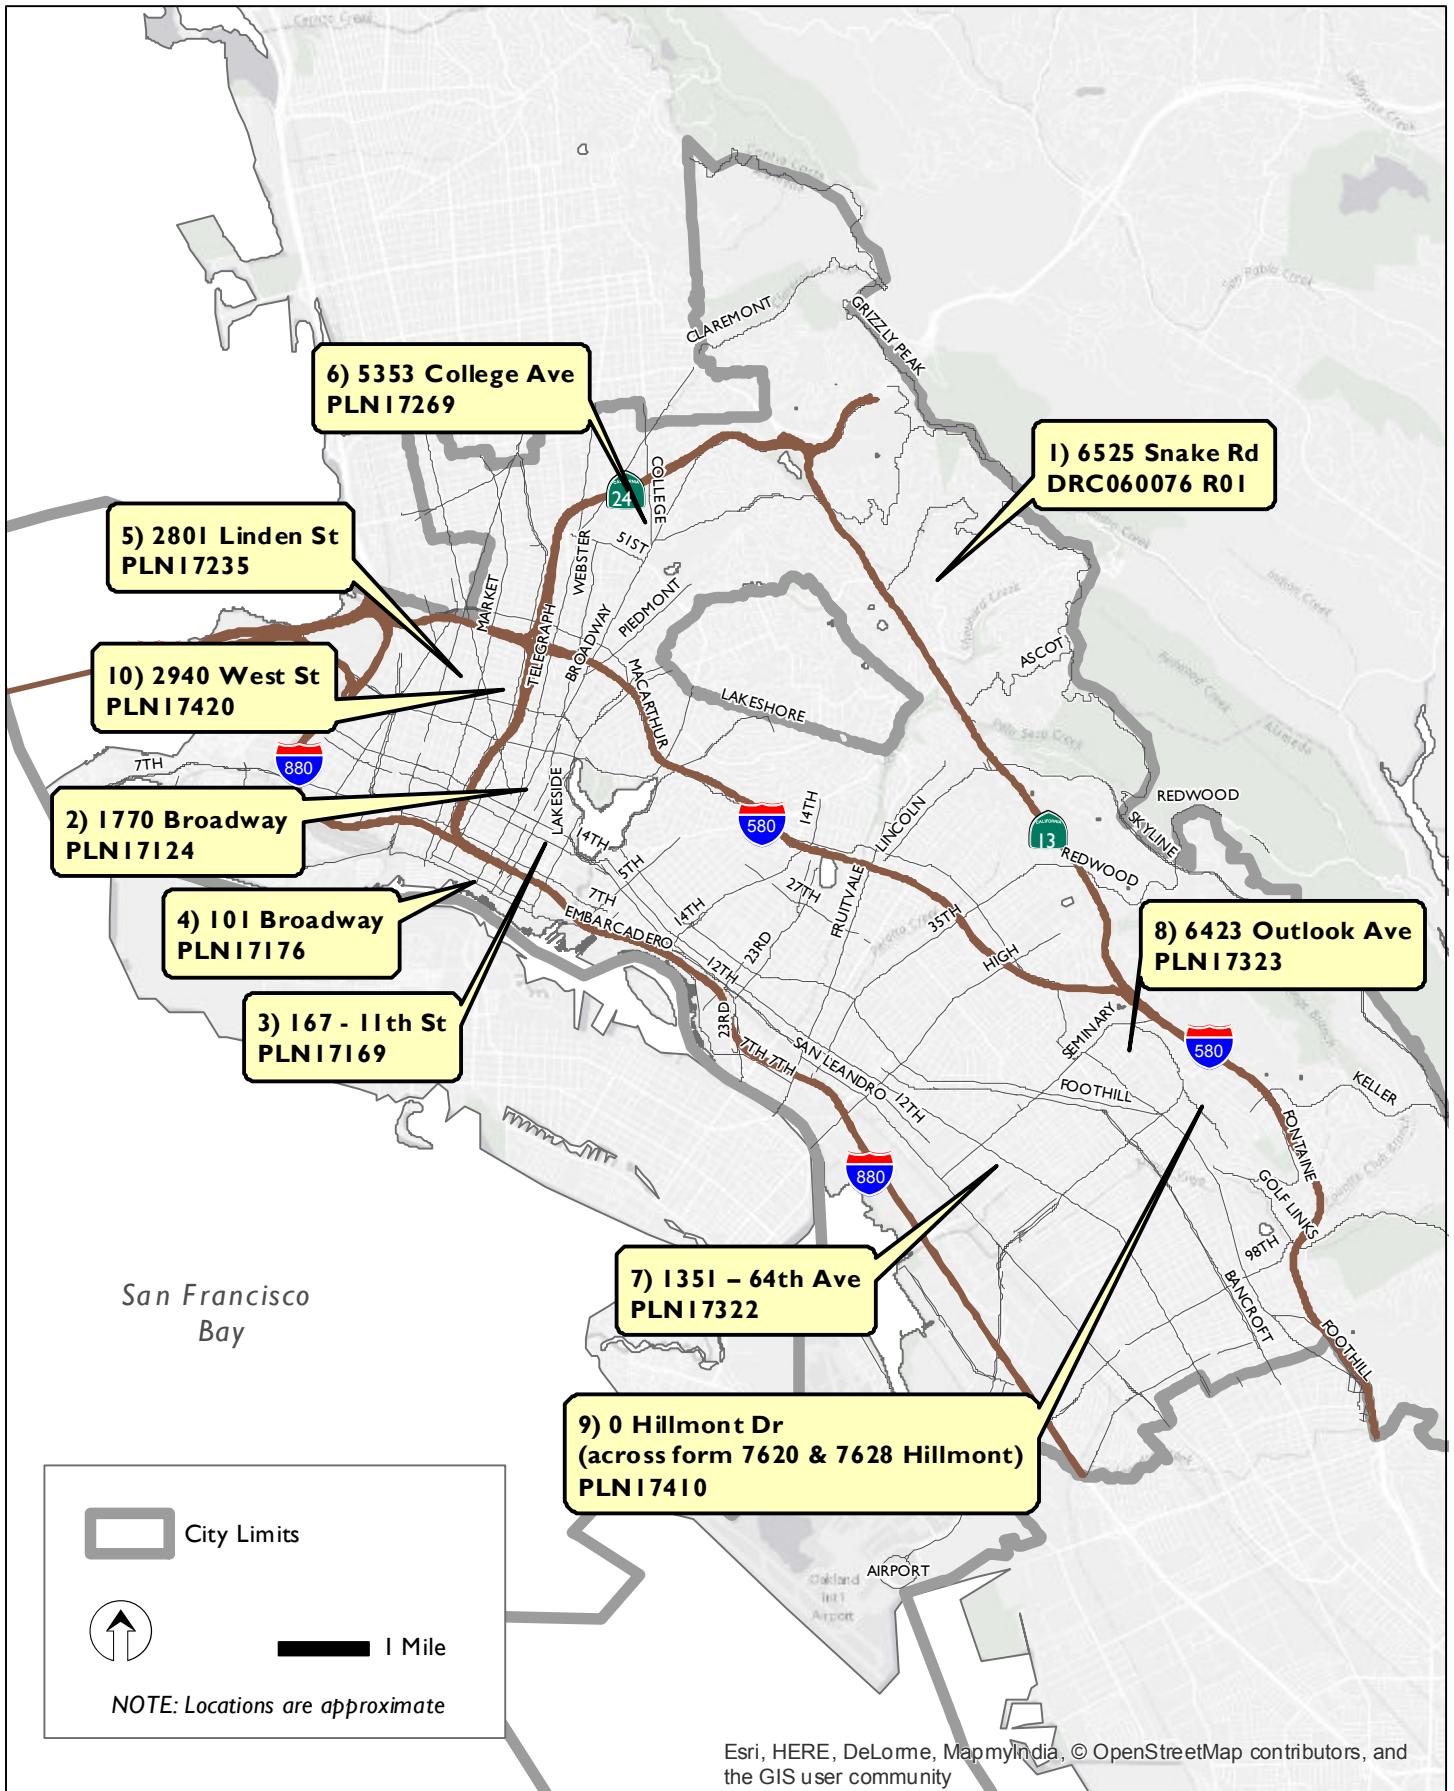 CLAREMONT
GRIZZLY PEAK
6) 5353 College Ave
PLN17269
1) 6525 Snake Rd
DRC060076 R01
COLLEGE
CALIFORNIA
24
51ST
5) 2801 Linden St
PLN17235
WEBSTER
MARKET
PIEDMONT
TELEGRAPH
BROADWAY
ASCOT
10) 2940 West St
PLN17420
MACARTHUR
LAKESHORE
7TH
880
LAKESIDE
2) 1770 Broadway
PLN17124
580
14TH
LINCOLN
REDWOOD
SKYLINE
CALIFORNIA
13
REDWOOD
14TH
5TH
7TH
27TH
FRUITVALE
35TH
14TH
EMBARCADERO
4) 101 Broadway
PLN17176
23RD
12TH
HIGH
8) 6423 Outlook Ave
PLN17323
3) 167 - 11th St
PLN17169
23RD
7TH 7TH
SAN LEANDRO
SEMINARY
580
12TH
FOOTHILL
KELLER
FONTAINE
880
GOLF LINKS
98TH
7) 1351 – 64th Ave
PLN17322
BANCROFT
FOOTHILL
San Francisco
Bay
9) 0 Hillmont Dr
(across form 7620 & 7628 Hillmont)
PLN17410
City Limits
AIRPORT
Oakland
Int'l
Airport
1 Mile
NOTE: Locations are approximate
Esri, HERE, DeLorme, MapmyIndia, © OpenStreetMap contributors, and
the GIS user community